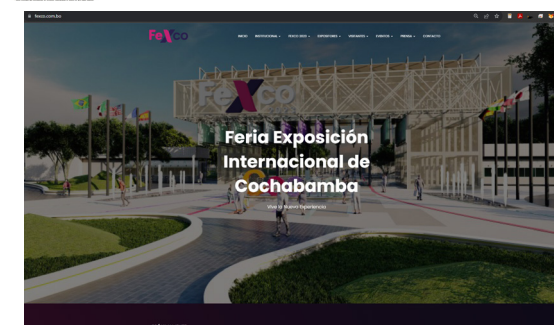 fexco.com.bo
FeXco
INICIO INSTITUCIONAL FEXCO 2023 EXPOSITORES VISITANTES EVENTOS PRENSA CONTACTO
FeXco
Feria Exposición
Internacional de
Cochabamba
Vive la Nueva Experiencia